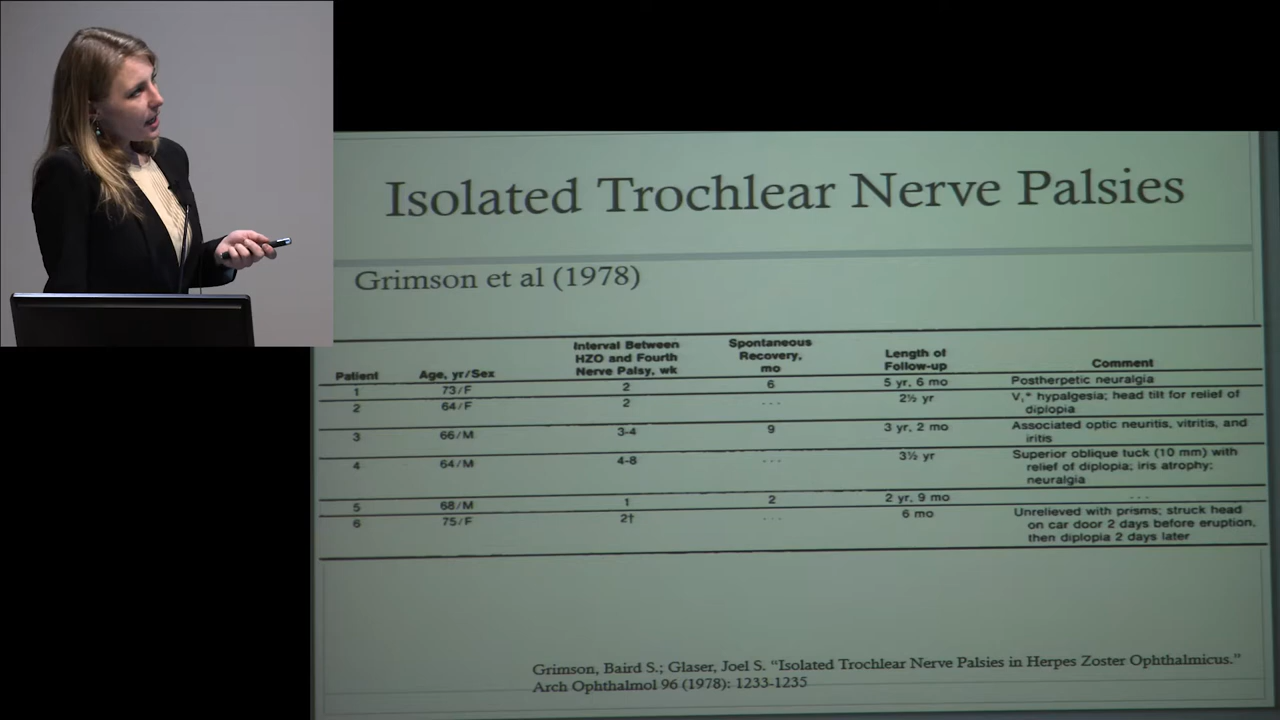 Isolated Trochlear Nerve Palsies
Grimson et al (1978)
Patient Age, yr/Sex Interval Between HZO and Fourth Nerve Palsy, wk Spontaneous Recovery, mo Length of Follow-up Comment
1 73/F 2 6 5 yr, 6 mo Postherpetic neuralgia
2 64/F 2 ... 2½ yr V,* hypalgesia; head tilt for relief of
diplopia
3 66/M 3-4 9 3 yr, 2 mo Associated optic neuritis, vitritis, and
iritis
4 64/M 4-8 ... 3½ yr Superior oblique tuck (10 mm) with
relief of diplopia; iris atrophy;
neuralgia
5 68/M 1 2 2 yr, 9 mo ...
6 75/F 2† ... 6 mo Unrelieved with prisms; struck head
on car door 2 days before eruption,
then diplopia 2 days later
Grimson, Baird S.; Glaser, Joel S. “Isolated Trochlear Nerve Palsies in Herpes Zoster Ophthalmicus.”
Arch Ophthalmol 96 (1978): 1233-1235